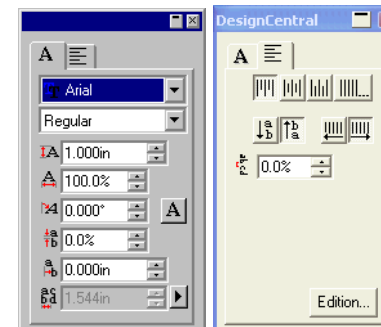 DesignCentral
A
A
Arial
Regular
1.000in
100.0%
0.000°
A
0.0%
0.000in
1.544in
0.0%
Edition...